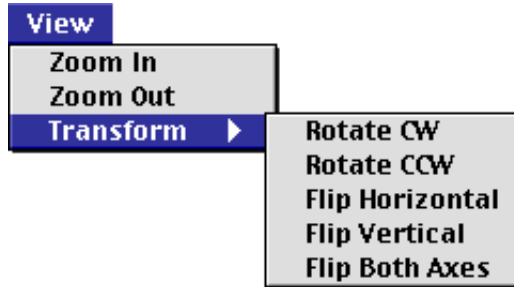 View
Zoom In
Zoom Out
Transform
Rotate CW
Rotate CCW
Flip Horizontal
Flip Vertical
Flip Both Axes